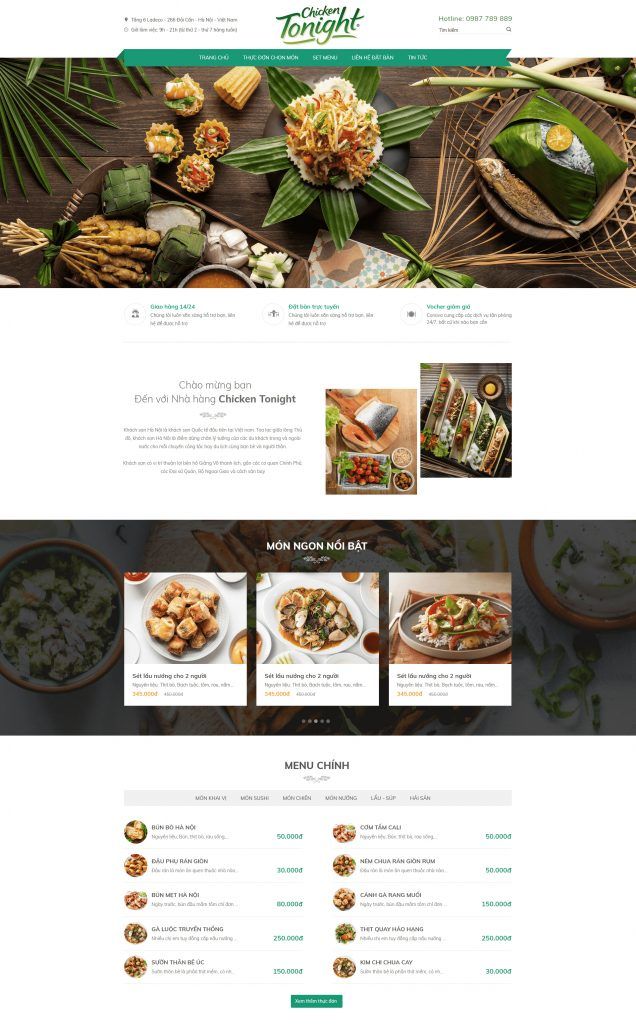 Tầng 6 Ladeco - 266 Đội Cấn - Hà Nội - Việt Nam
Giờ làm việc: 9h - 21h (từ thứ 2 - thứ 7 hàng tuần)
Chicken
Tonight
Hotline: 0987 789 889
Tìm kiếm
TRANG CHỦ THỰC ĐƠN CHỌN MÓN SET MENU LIÊN HỆ ĐẶT BÀN TIN TỨC
Giao hàng 14/24
Chúng tôi luôn sẵn sàng hỗ trợ bạn, liên
hệ để được hỗ trợ
Đặt bàn trực tuyến
Chúng tôi luôn sẵn sàng hỗ trợ bạn, liên
hệ để được hỗ trợ
Vocher giảm giá
Canava cung cấp các dịch vụ văn phòng
24/7, bất cứ khi nào bạn cần
Chào mừng bạn
Đến với Nhà hàng Chicken Tonight
Khách sạn Hà Nội là khách sạn Quốc tế đầu tiên tại Việt nam. Tọa lạc giữa lòng Thủ
đô, khách sạn Hà Nội là điểm dừng chân lý tưởng của các du khách trong và ngoài
nước cho mỗi chuyến công tác hay du lịch cùng bạn bè và người thân.
Khách sạn có vị trí thuận lợi bên hồ Giảng Võ thanh lịch, gần các cơ quan Chính Phủ,
các Đại sứ Quán, Bộ Ngoại Giao và cách sân bay
MÓN NGON NỔI BẬT
Sét lẩu nướng cho 2 người
Nguyên liệu: Thịt bò, Bạch tuộc, tôm, rau, nấm...
345.000đ 450.000đ
Sét lẩu nướng cho 2 người
Nguyên liệu: Thịt bò, Bạch tuộc, tôm, rau, nấm...
345.000đ 450.000đ
Sét lẩu nướng cho 2 người
Nguyên liệu: Thịt bò, Bạch tuộc, tôm, rau, nấm...
345.000đ 450.000đ
MENU CHÍNH
MÓN KHAI VỊ MÓN SUSHI MÓN CHIÊN MÓN NƯỚNG LẨU - SÚP HẢI SẢN
BÚN BÒ HÀ NỘI
Nguyên liệu, Bún, thịt bò, rau sống,...
50.000đ
CƠM TẤM CALI
Nguyên liệu, Bún, thịt bò, rau sống,...
50.000đ
ĐẬU PHỤ RÁN GIÒN
Đậu rán là món ăn quen thuộc nhà nào...
30.000đ
NEM CHUA RÁN GIÒN RỤM
Đậu rán là món ăn quen thuộc nhà nào...
50.000đ
BÚN MẸT HÀ NỘI
Ngày trước, bún đậu mắm tôm chỉ đơn ...
80.000đ
CÁNH GÀ RANG MUỐI
Ngày trước, bún đậu mắm tôm chỉ đơn ...
150.000đ
GÀ LUỘC TRUYỀN THỐNG
Nhiều chị em tuy đẳng cấp nấu nướng ...
250.000đ
THỊT QUAY HẢO HẠNG
Nhiều chị em tuy đẳng cấp nấu nướng ...
250.000đ
SƯỜN THĂN BÊ ÚC
Sườn thăn bê là phần thịt mềm, có nh...
150.000đ
KIM CHI CHUA CAY
Sườn thăn bê là phần thịt mềm, có nh...
30.000đ
Xem thêm thực đơn